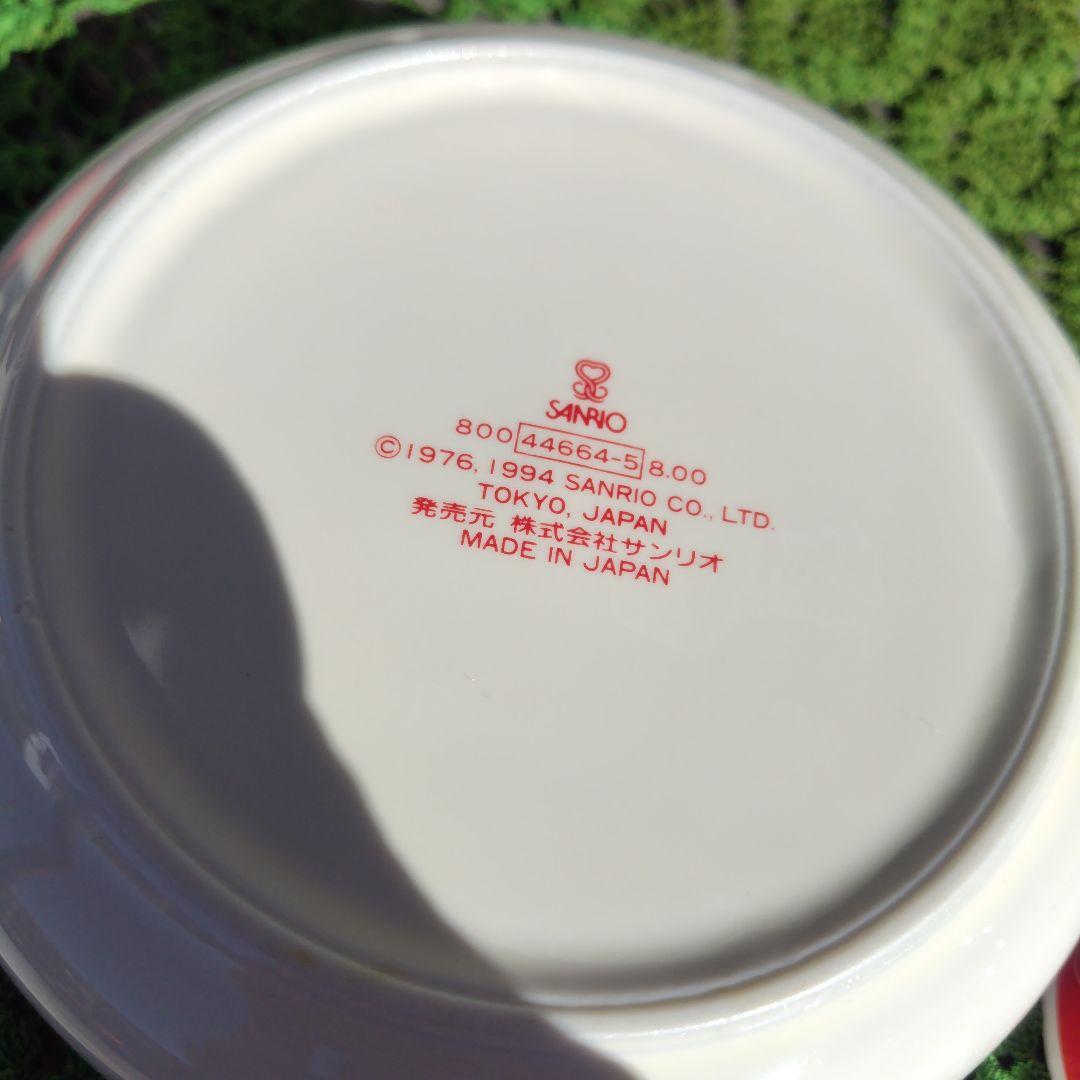 SANRIO
800 44664-5 8.00
©1976, 1994 SANRIO CO., LTD.
TOKYO, JAPAN
発売元 株式会社サンリオ
MADE IN JAPAN